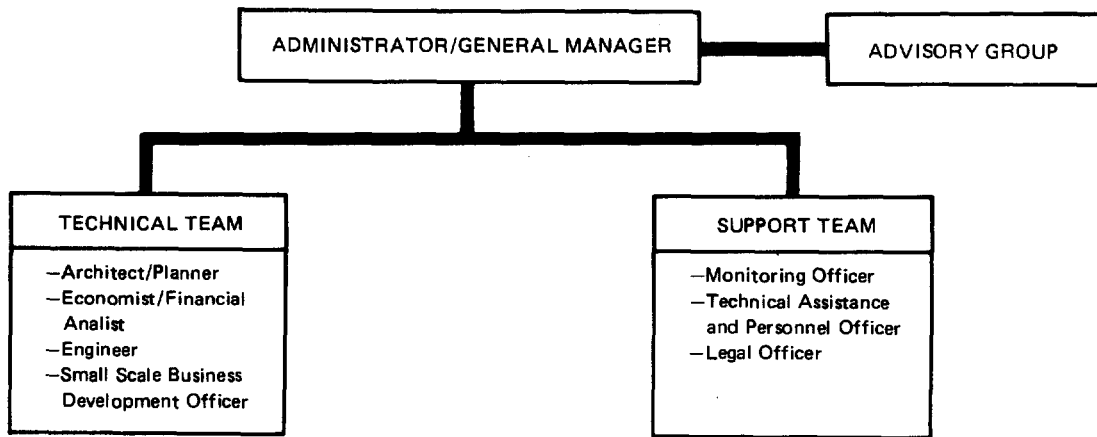 ADMINISTRATOR/GENERAL MANAGER
ADVISORY GROUP
TECHNICAL TEAM
—Architect/Planner
—Economist/Financial
Analist
—Engineer
—Small Scale Business
Development Officer
SUPPORT TEAM
—Monitoring Officer
—Technical Assistance
and Personnel Officer
—Legal Officer